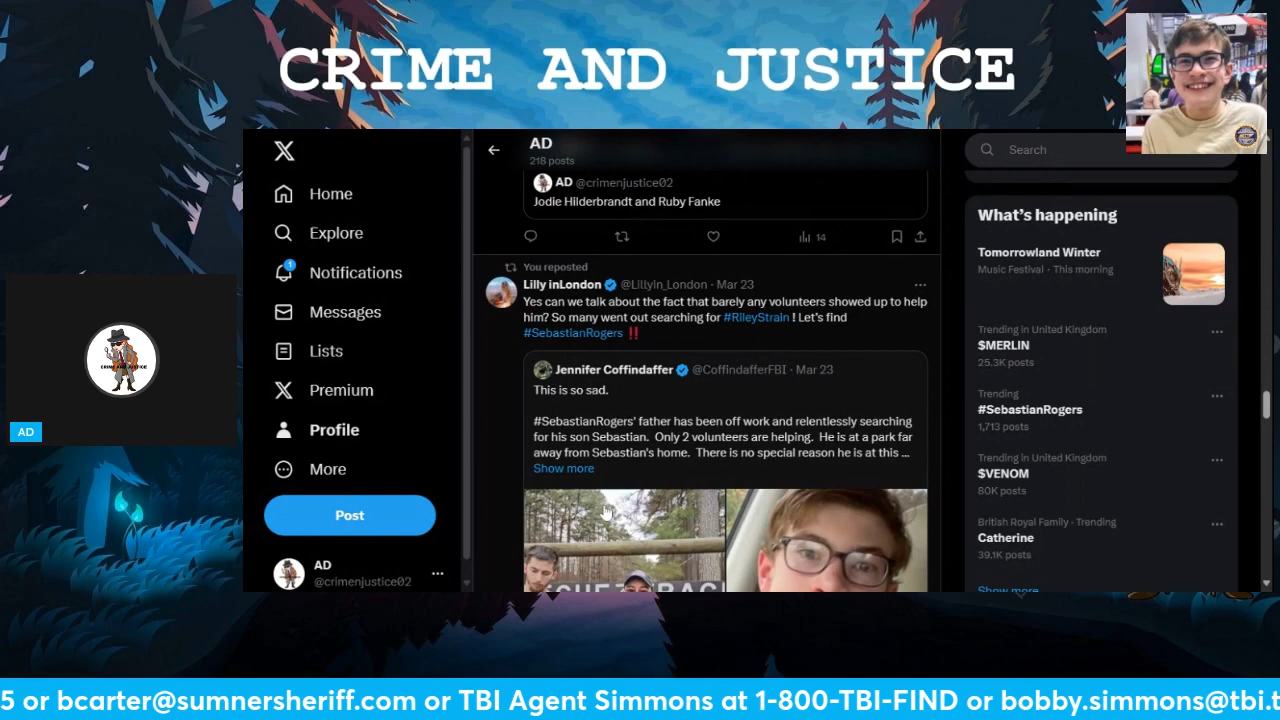 CRIME AND JUSTICE
AD
218 posts
Search
Home
Explore
1
Notifications
Messages
Lists
Premium
Profile
More
Post
AD
@crimenjustice02
AD @crimenjustice02
Jodie Hilderbrandt and Ruby Fanke
14
You reposted
Lilly inLondon @Lillyin_London · Mar 23
Yes can we talk about the fact that barely any volunteers showed up to help
him? So many went out searching for #RileyStrain ! Let's find
#SebastianRogers ‼️
Jennifer Coffindaffer @CoffindafferFBI · Mar 23
This is so sad.
#SebastianRogers' father has been off work and relentlessly searching
for his son Sebastian. Only 2 volunteers are helping. He is at a park far
away from Sebastian's home. There is no special reason he is at this ...
Show more
What's happening
Tomorrowland Winter
Music Festival · This morning
Trending in United Kingdom
$MERLIN
25.3K posts
Trending
#SebastianRogers
1,713 posts
Trending in United Kingdom
$VENOM
80K posts
British Royal Family · Trending
Catherine
39.1K posts
Show more
CRIME AND JUSTICE
AD
5 or bcarter@sumnersheriff.com or TBI Agent Simmons at 1-800-TBI-FIND or bobby.simmons@tbi.t